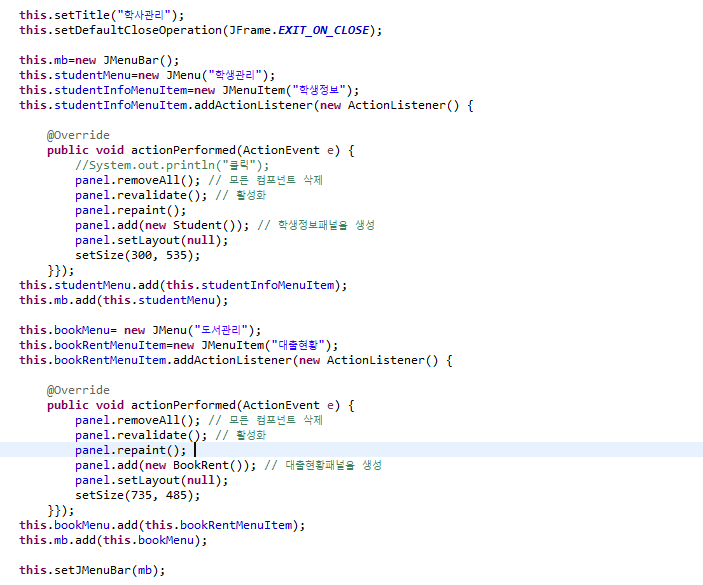 this.setTitle("학사관리");
this.setDefaultCloseOperation(JFrame.EXIT_ON_CLOSE);
this.mb=new JMenuBar();
this.studentMenu=new JMenu("학생관리");
this.studentInfoMenuItem=new JMenuItem("학생정보");
this.studentInfoMenuItem.addActionListener(new ActionListener() {
@Override
public void actionPerformed(ActionEvent e) {
//System.out.println("클릭");
panel.removeAll(); // 모든 컴포넌트 삭제
panel.revalidate(); // 활성화
panel.repaint();
panel.add(new Student()); // 학생정보패널을 생성
panel.setLayout(null);
setSize(300, 535);
}});
this.studentMenu.add(this.studentInfoMenuItem);
this.mb.add(this.studentMenu);
this.bookMenu= new JMenu("도서관리");
this.bookRentMenuItem=new JMenuItem("대출현황");
this.bookRentMenuItem.addActionListener(new ActionListener() {
@Override
public void actionPerformed(ActionEvent e) {
panel.removeAll(); // 모든 컴포넌트 삭제
panel.revalidate(); // 활성화
panel.repaint();
panel.add(new BookRent()); // 대출현황패널을 생성
panel.setLayout(null);
setSize(735, 485);
}});
this.bookMenu.add(this.bookRentMenuItem);
this.mb.add(this.bookMenu);
this.setJMenuBar(mb);